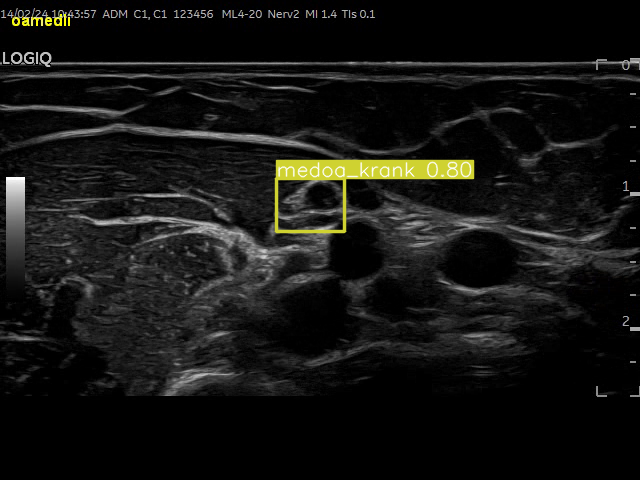 14/02/24 10:43:57 ADM C1, C1 123456 ML4-20 Nerv2 MI 1.4 TIs 0.1
oamedli
LOGIQ
0
medoa_krank 0.80
1
2